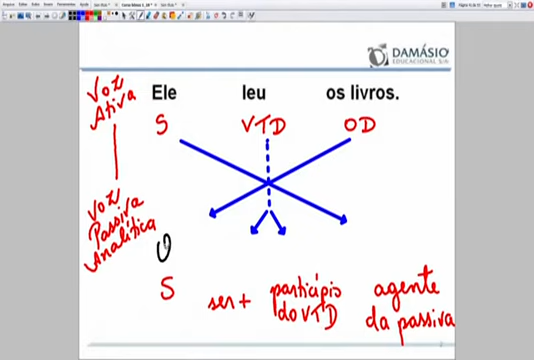 DAMÁSIO
EDUCACIONAL
Voz
Ativa
Ele leu os livros.
S VTD OD
Voz
Passiva
Analítica
O
S ser+ particípio do VTD agente da passiva